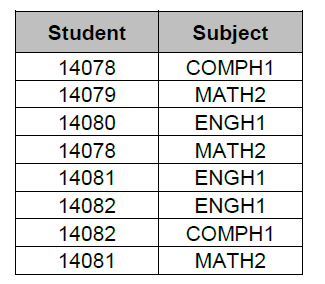 Student Subject
14078 COMPH1
14079 MATH2
14080 ENGH1
14078 MATH2
14081 ENGH1
14082 ENGH1
14082 COMPH1
14081 MATH2